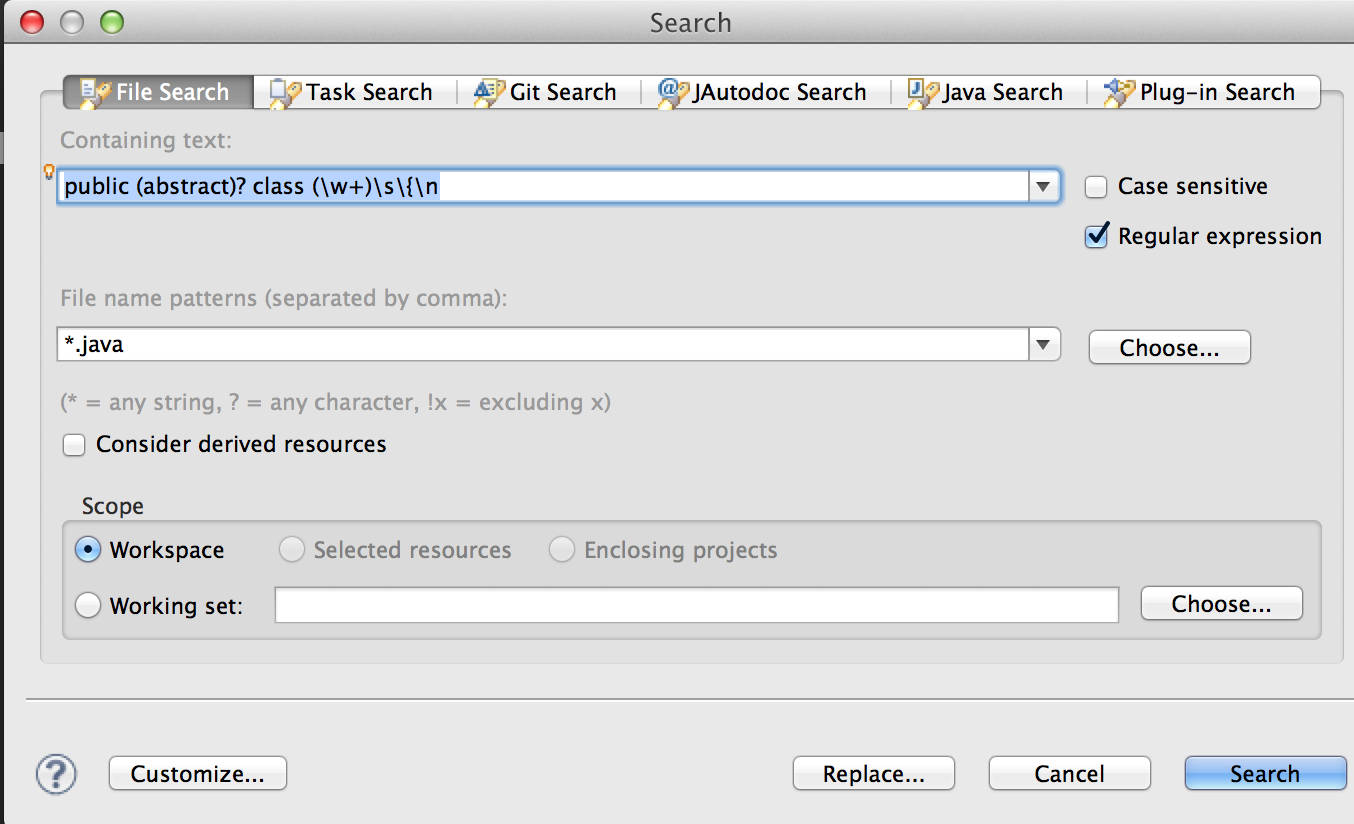 Search
File Search Task Search Git Search JAutodoc Search Java Search Plug-in Search
Containing text:
public (abstract)? class (\w+)\s\{\n Case sensitive
Regular expression
File name patterns (separated by comma):
*.java Choose...
(* = any string, ? = any character, !x = excluding x)
Consider derived resources
Scope
Workspace Selected resources Enclosing projects
Working set: Choose...
? Customize... Replace... Cancel Search